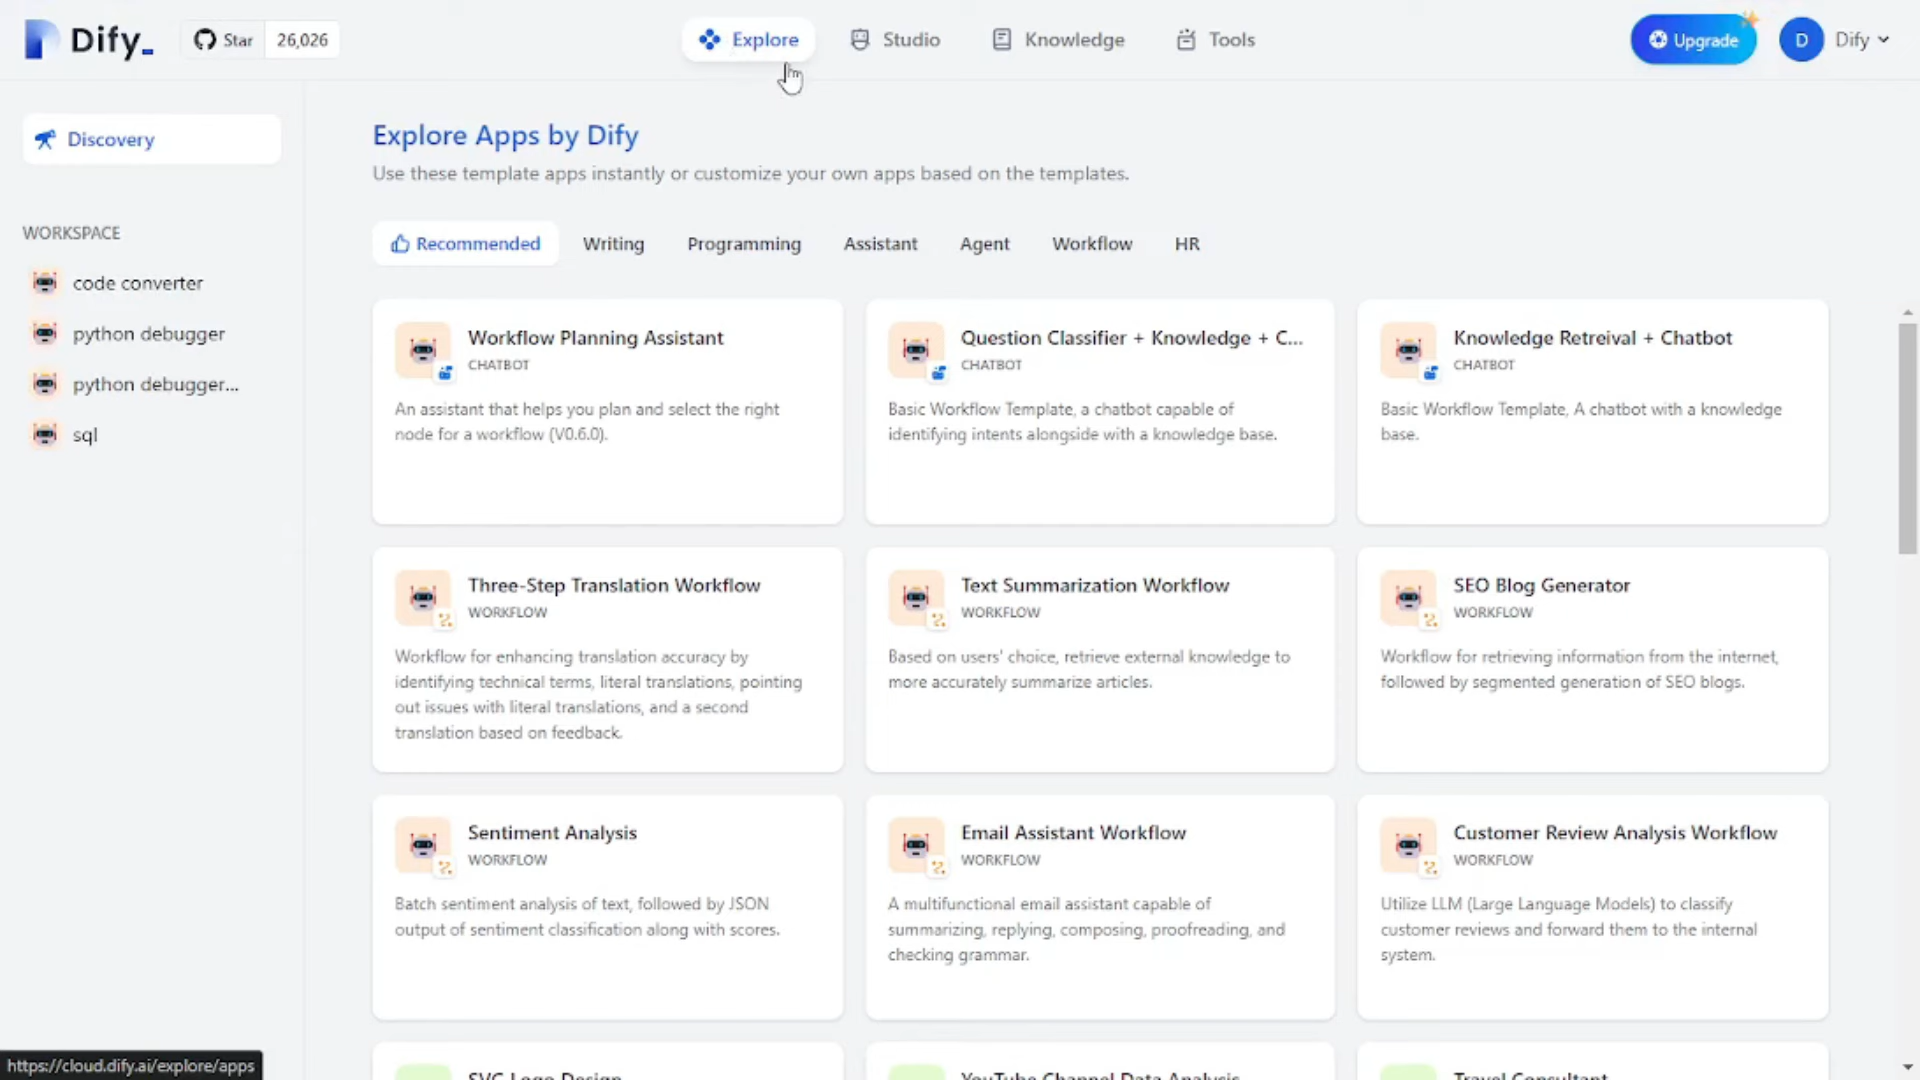 Dify_
Star 26,026
Explore
Studio
Knowledge
Tools
Upgrade
D Dify
Discovery
WORKSPACE
code converter
python debugger
python debugger...
sql
Explore Apps by Dify
Use these template apps instantly or customize your own apps based on the templates.
Recommended
Writing
Programming
Assistant
Agent
Workflow
HR
Workflow Planning Assistant
CHATBOT
An assistant that helps you plan and select the right
node for a workflow (V0.6.0).
Question Classifier + Knowledge + C...
CHATBOT
Basic Workflow Template, a chatbot capable of
identifying intents alongside with a knowledge base.
Knowledge Retreival + Chatbot
CHATBOT
Basic Workflow Template, A chatbot with a knowledge
base.
Three-Step Translation Workflow
WORKFLOW
Workflow for enhancing translation accuracy by
identifying technical terms, literal translations, pointing
out issues with literal translations, and a second
translation based on feedback.
Text Summarization Workflow
WORKFLOW
Based on users' choice, retrieve external knowledge to
more accurately summarize articles.
SEO Blog Generator
WORKFLOW
Workflow for retrieving information from the internet,
followed by segmented generation of SEO blogs.
Sentiment Analysis
WORKFLOW
Batch sentiment analysis of text, followed by JSON
output of sentiment classification along with scores.
Email Assistant Workflow
WORKFLOW
A multifunctional email assistant capable of
summarizing, replying, composing, proofreading, and
checking grammar.
Customer Review Analysis Workflow
WORKFLOW
Utilize LLM (Large Language Models) to classify
customer reviews and forward them to the internal
system.
SVG Logo Design
YouTube Channel Data Analysis
Travel Consultant
https://cloud.dify.ai/explore/apps